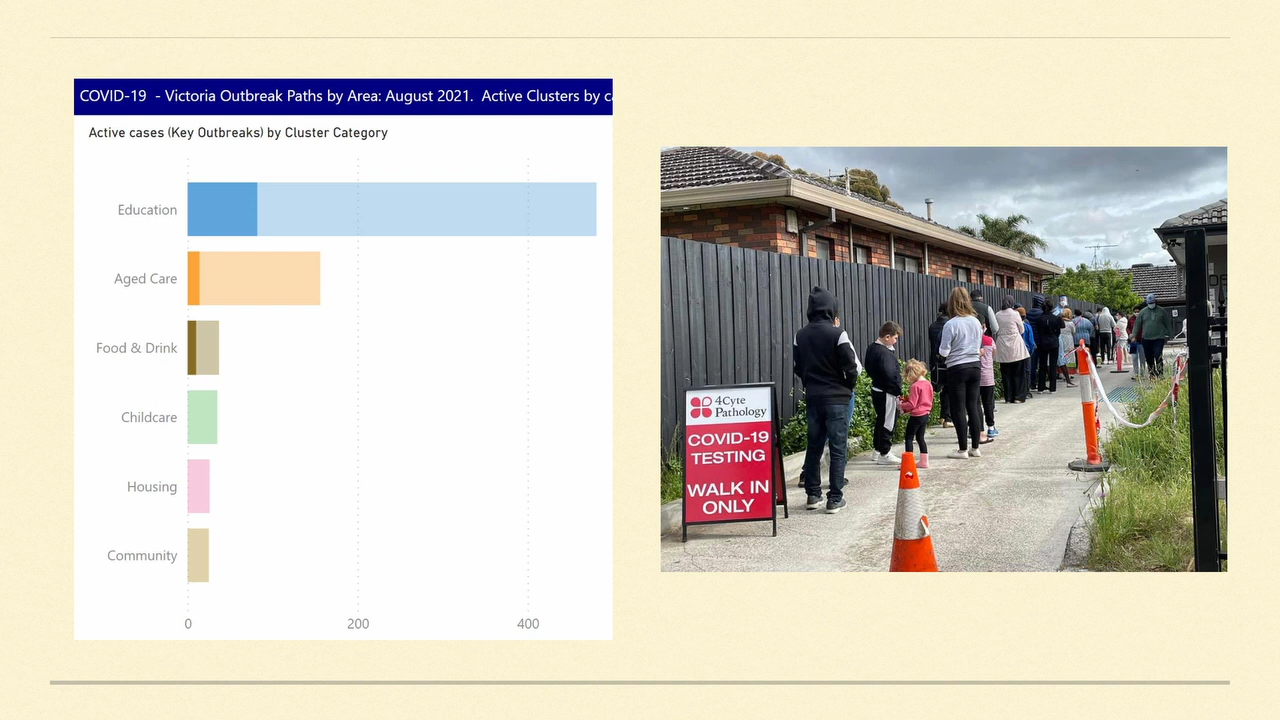 COVID-19 - Victoria Outbreak Paths by Area: August 2021. Active Clusters by
Active cases (Key Outbreaks) by Cluster Category
Education
Aged Care
Food & Drink
Childcare
Housing
Community
0 200 400
4Cyte
Pathology
COVID-19
TESTING
WALK IN
ONLY